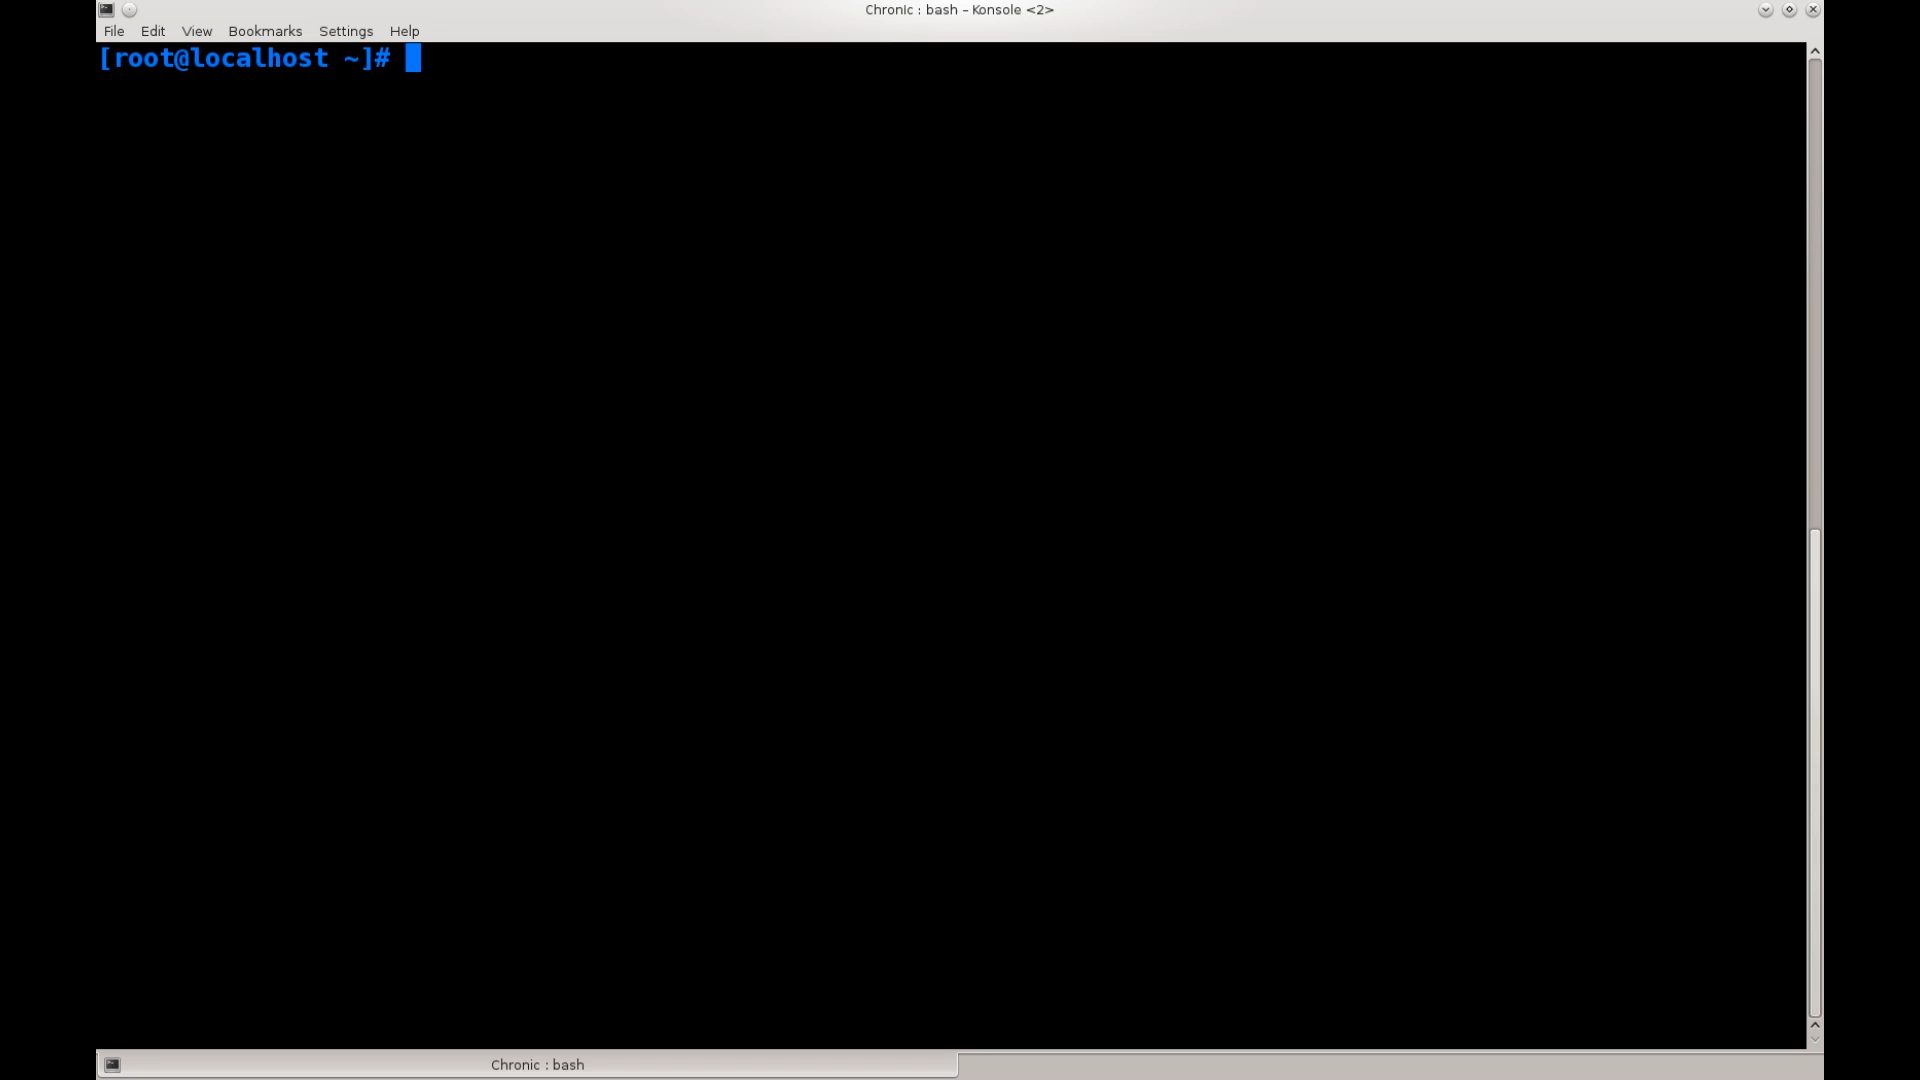 Chronic : bash – Konsole <2>
File Edit View Bookmarks Settings Help
[root@localhost ~]#
Chronic : bash